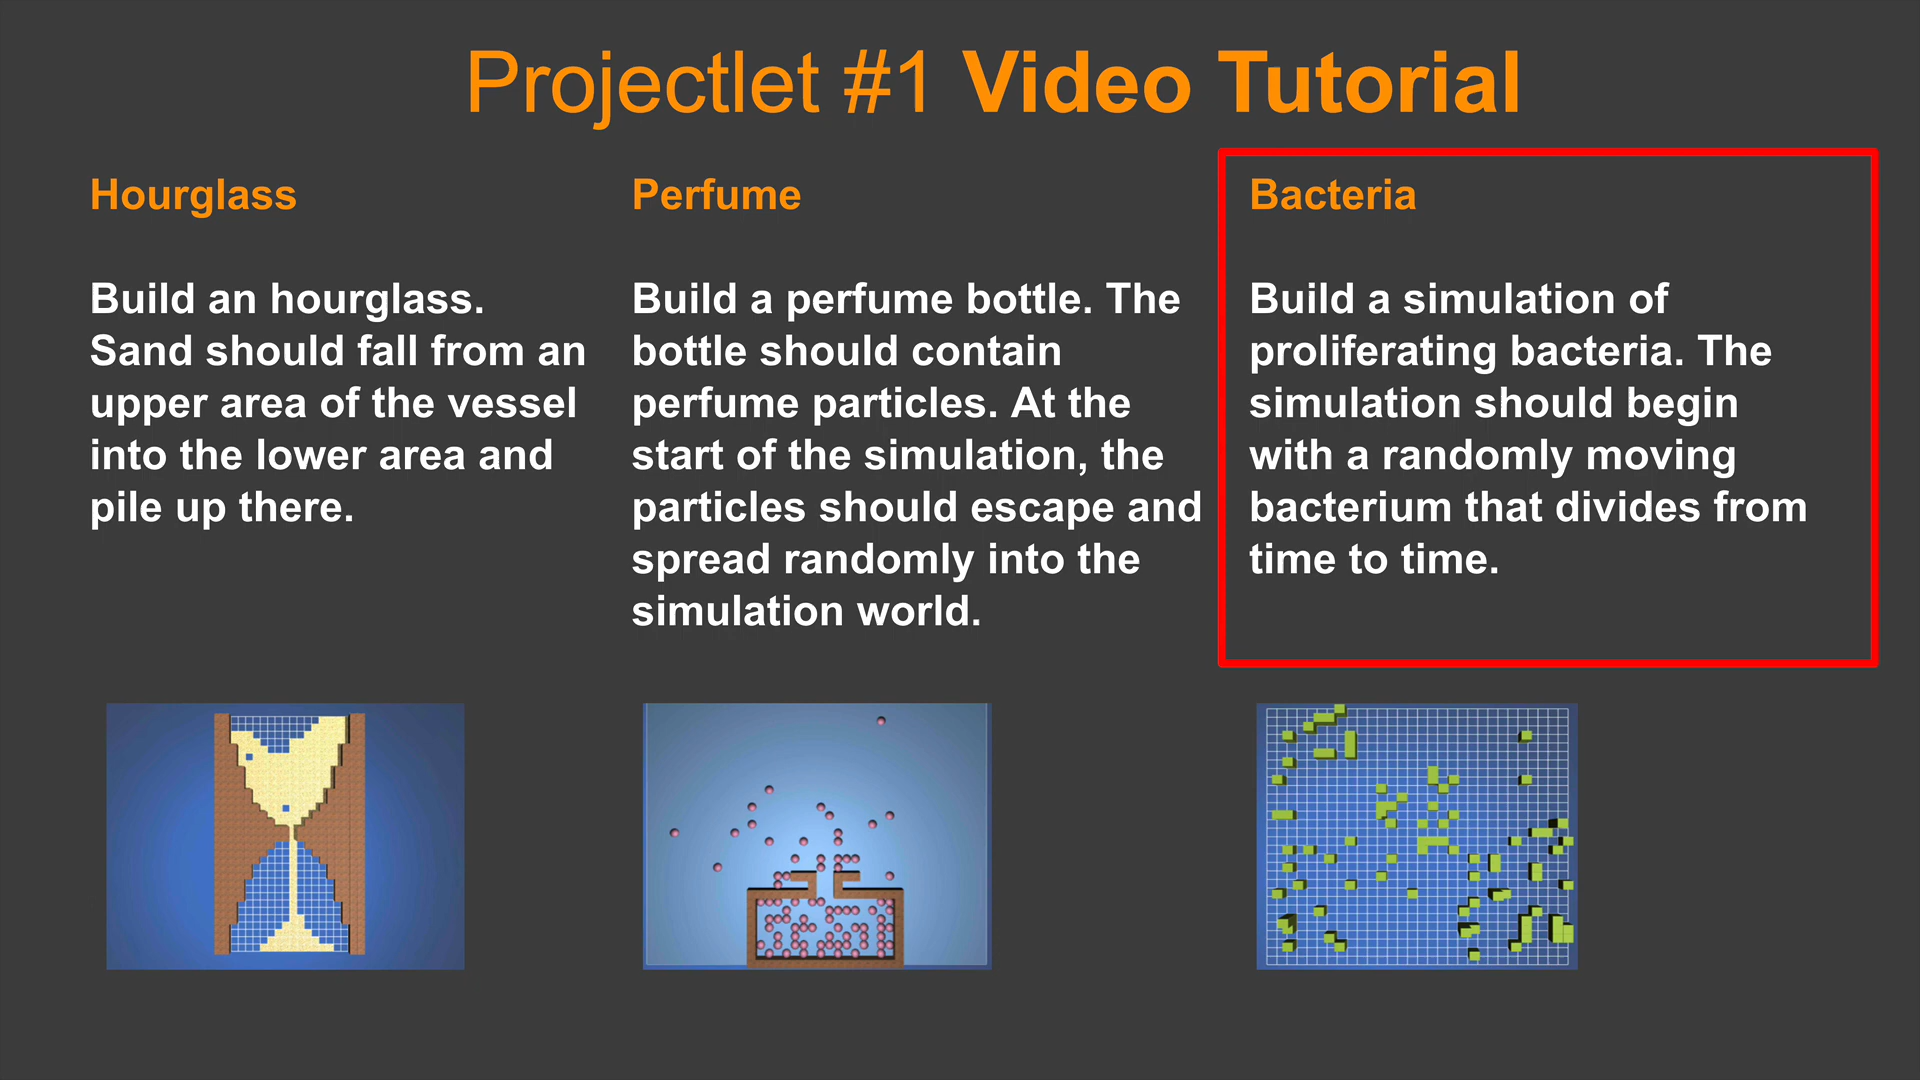 Projectlet #1 Video Tutorial
Hourglass
Build an hourglass.
Sand should fall from an
upper area of the vessel
into the lower area and
pile up there.
Perfume
Build a perfume bottle. The
bottle should contain
perfume particles. At the
start of the simulation, the
particles should escape and
spread randomly into the
simulation world.
Bacteria
Build a simulation of
proliferating bacteria. The
simulation should begin
with a randomly moving
bacterium that divides from
time to time.